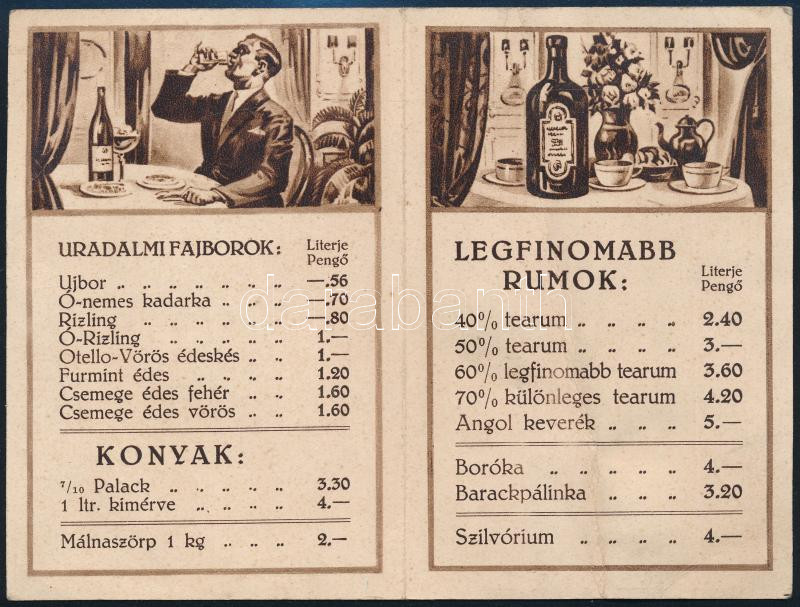 URADALMI FAJBOROK: Literje
Pengő
Ujbor .. .. .. .. .. .. .. —.56
Ó-nemes kadarka .. .. .. —.70
Rizling .. .. .. .. .. .. —.80
Ó-Rizling .. .. .. .. .. 1.—
Otello-Vörös édeskés .. .. 1.—
Furmint édes .. .. .. .. 1.20
Csemege édes fehér .. .. 1.60
Csemege édes vörös .. .. 1.60
KONYAK:
7/10 Palack .. .. .. .. .. 3.30
1 ltr. kimérve .. .. .. .. 4.—
Málnaszörp 1 kg .. .. .. 2.—
LEGFINOMABB
RUMOK: Literje
Pengő
40% tearum .. .. .. .. 2.40
50% tearum .. .. .. .. 3.—
60% legfinomabb tearum 3.60
70% különleges tearum 4.20
Angol keverék .. .. .. 5.—
Boróka .. .. .. .. .. 4.—
Barackpálinka .. .. .. 3.20
Szilvórium .. .. .. .. 4.—
darabanth